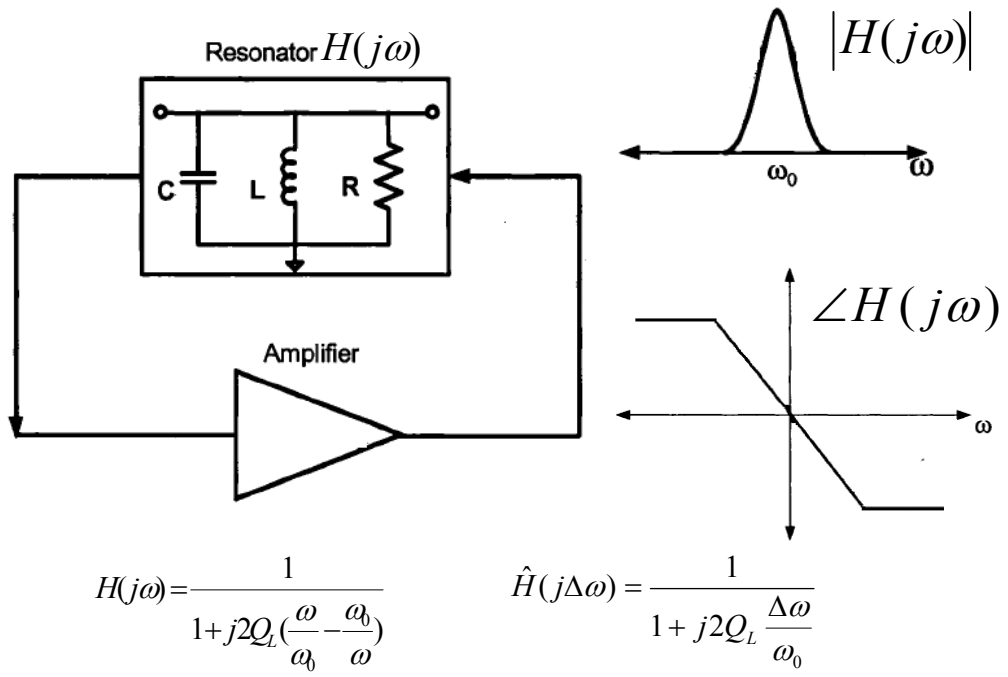 Resonator H(jω)
C
L
R
Amplifier
|H(jω)|
ω₀
ω
∠H(jω)
ω
H(jω) = 1 / (1 + j2Q_L(ω/ω₀ − ω₀/ω))
Ĥ(jΔω) = 1 / (1 + j2Q_L Δω/ω₀)